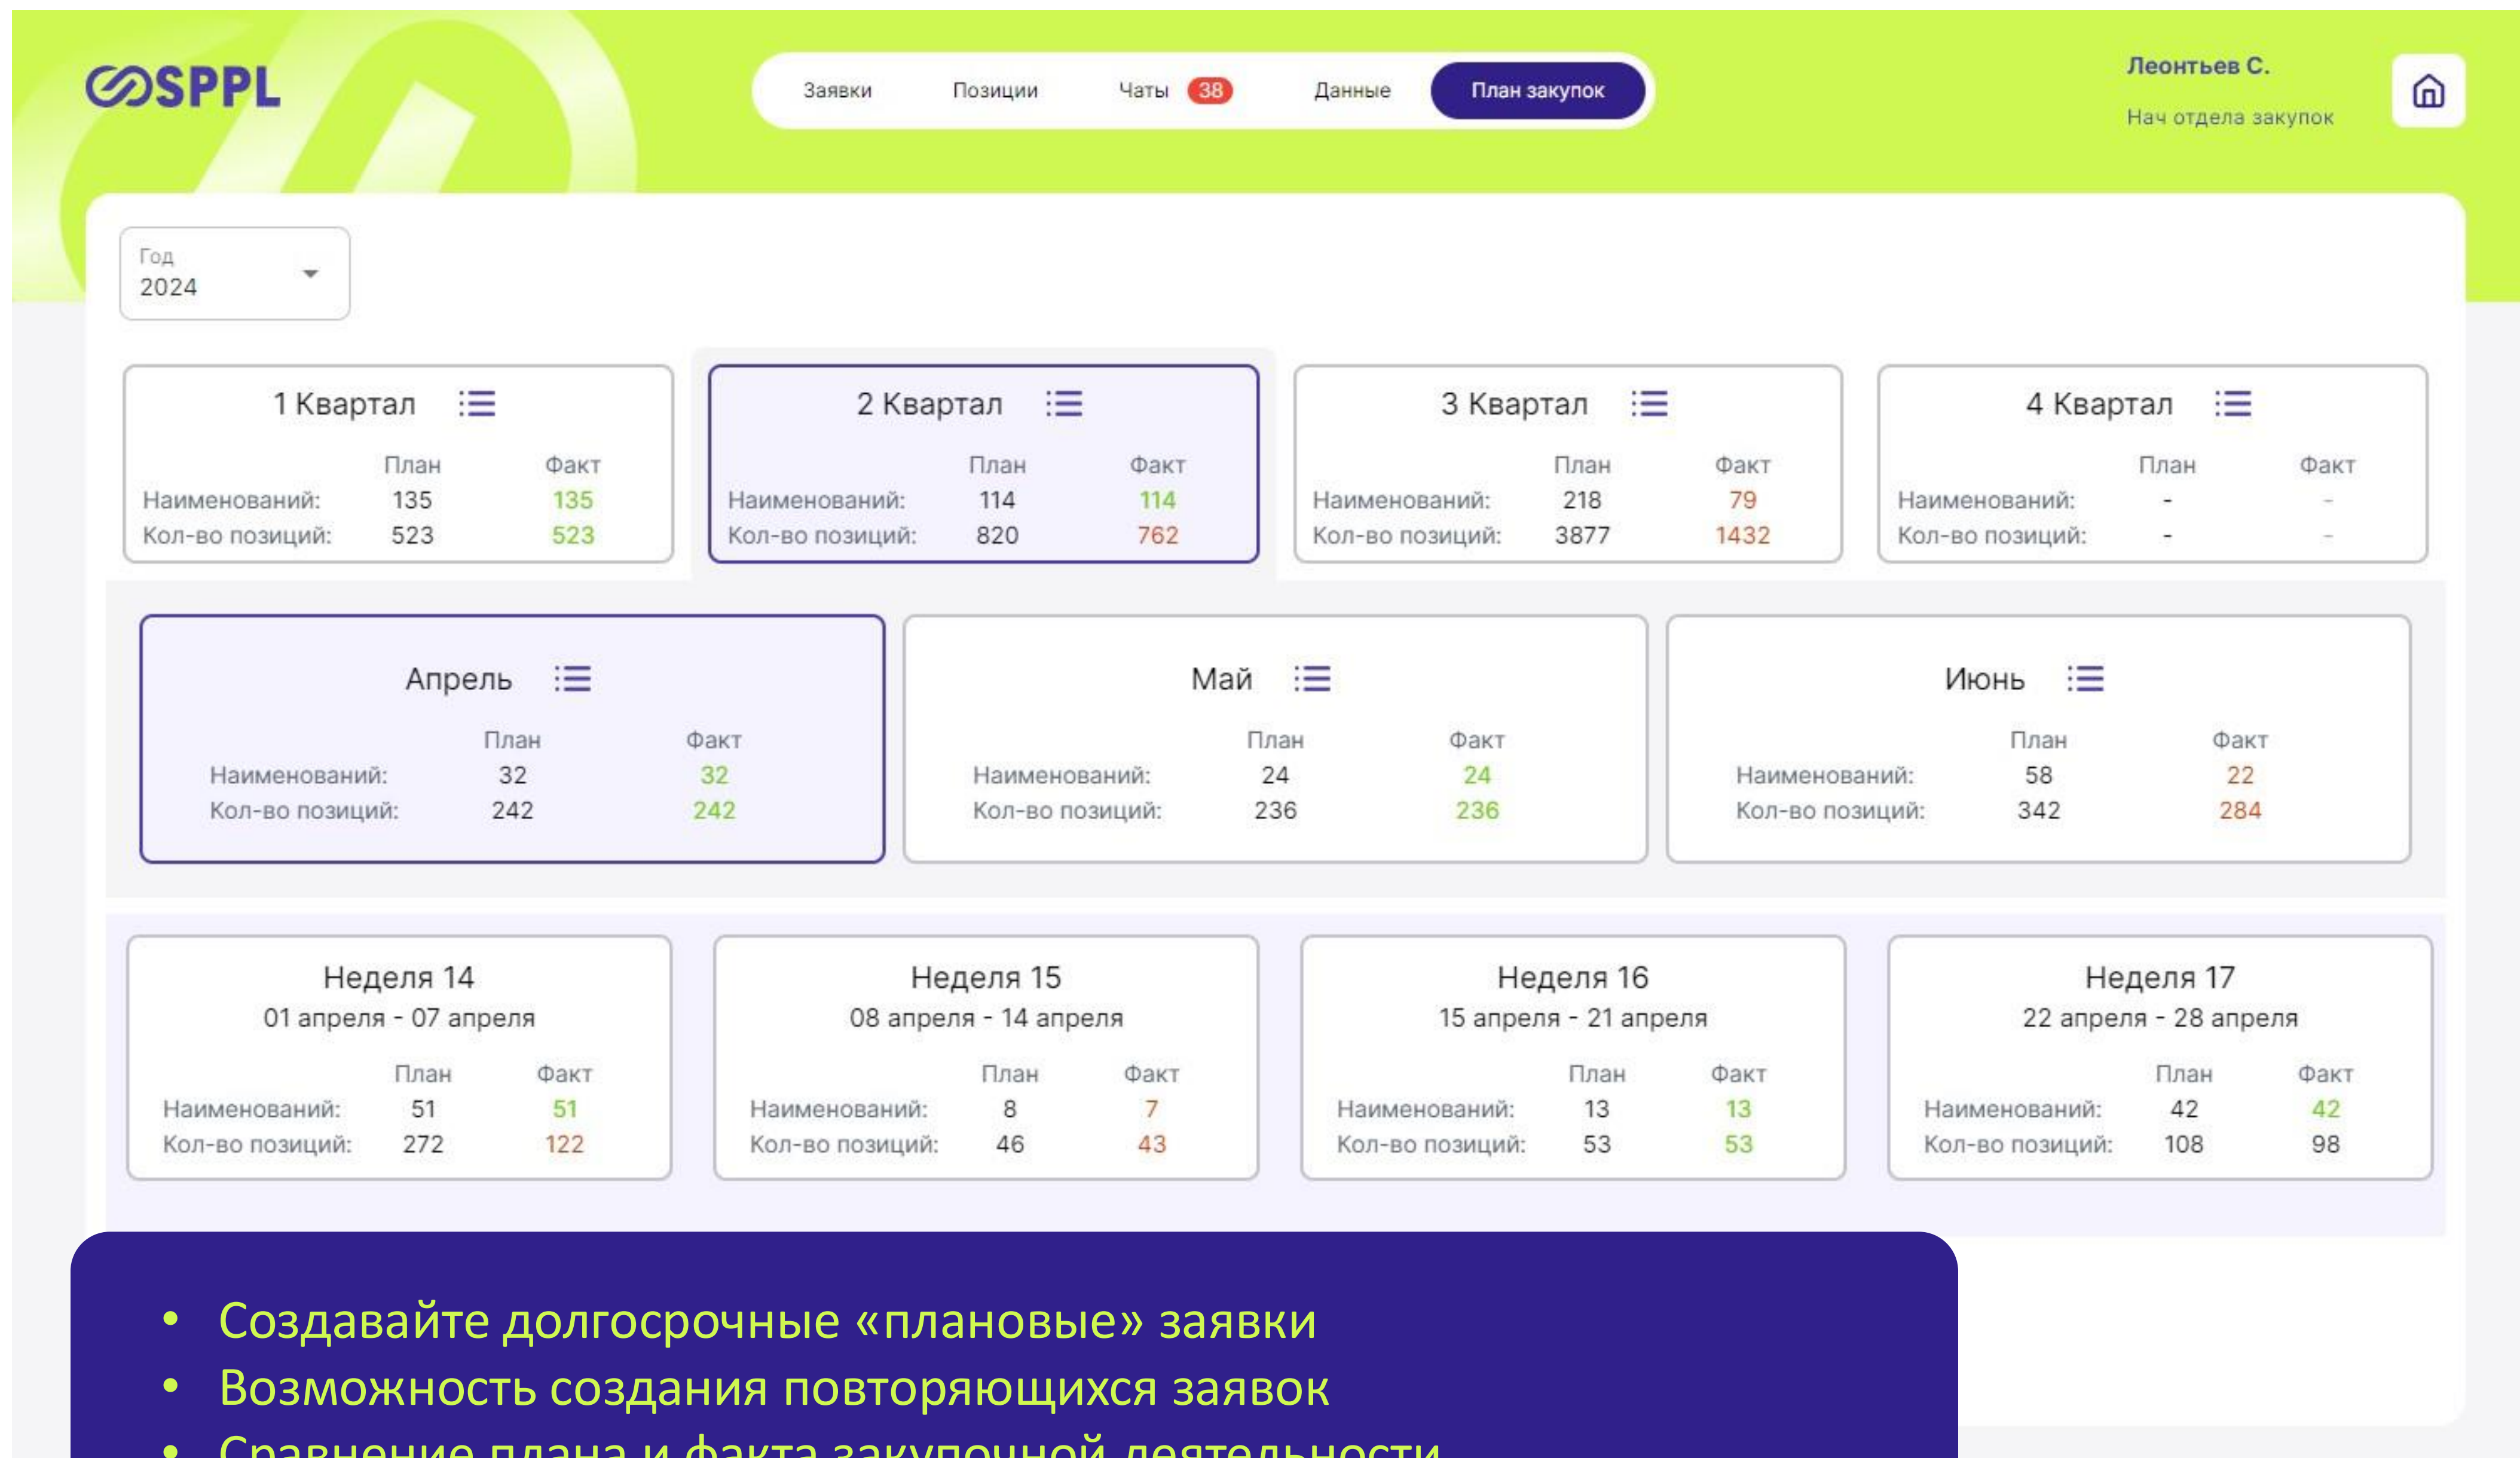 SPPL
Заявки Позиции Чаты 38 Данные План закупок
Леонтьев С.
Нач отдела закупок
Год
2024
1 Квартал
План Факт
Наименований: 135 135
Кол-во позиций: 523 523
2 Квартал
План Факт
Наименований: 114 114
Кол-во позиций: 820 762
3 Квартал
План Факт
Наименований: 218 79
Кол-во позиций: 3877 1432
4 Квартал
План Факт
Наименований: - -
Кол-во позиций: - -
Апрель
План Факт
Наименований: 32 32
Кол-во позиций: 242 242
Май
План Факт
Наименований: 24 24
Кол-во позиций: 236 236
Июнь
План Факт
Наименований: 58 22
Кол-во позиций: 342 284
Неделя 14
01 апреля - 07 апреля
План Факт
Наименований: 51 51
Кол-во позиций: 272 122
Неделя 15
08 апреля - 14 апреля
План Факт
Наименований: 8 7
Кол-во позиций: 46 43
Неделя 16
15 апреля - 21 апреля
План Факт
Наименований: 13 13
Кол-во позиций: 53 53
Неделя 17
22 апреля - 28 апреля
План Факт
Наименований: 42 42
Кол-во позиций: 108 98
• Создавайте долгосрочные «плановые» заявки
• Возможность создания повторяющихся заявок
• Сравнение плана и факта закупочной деятельности